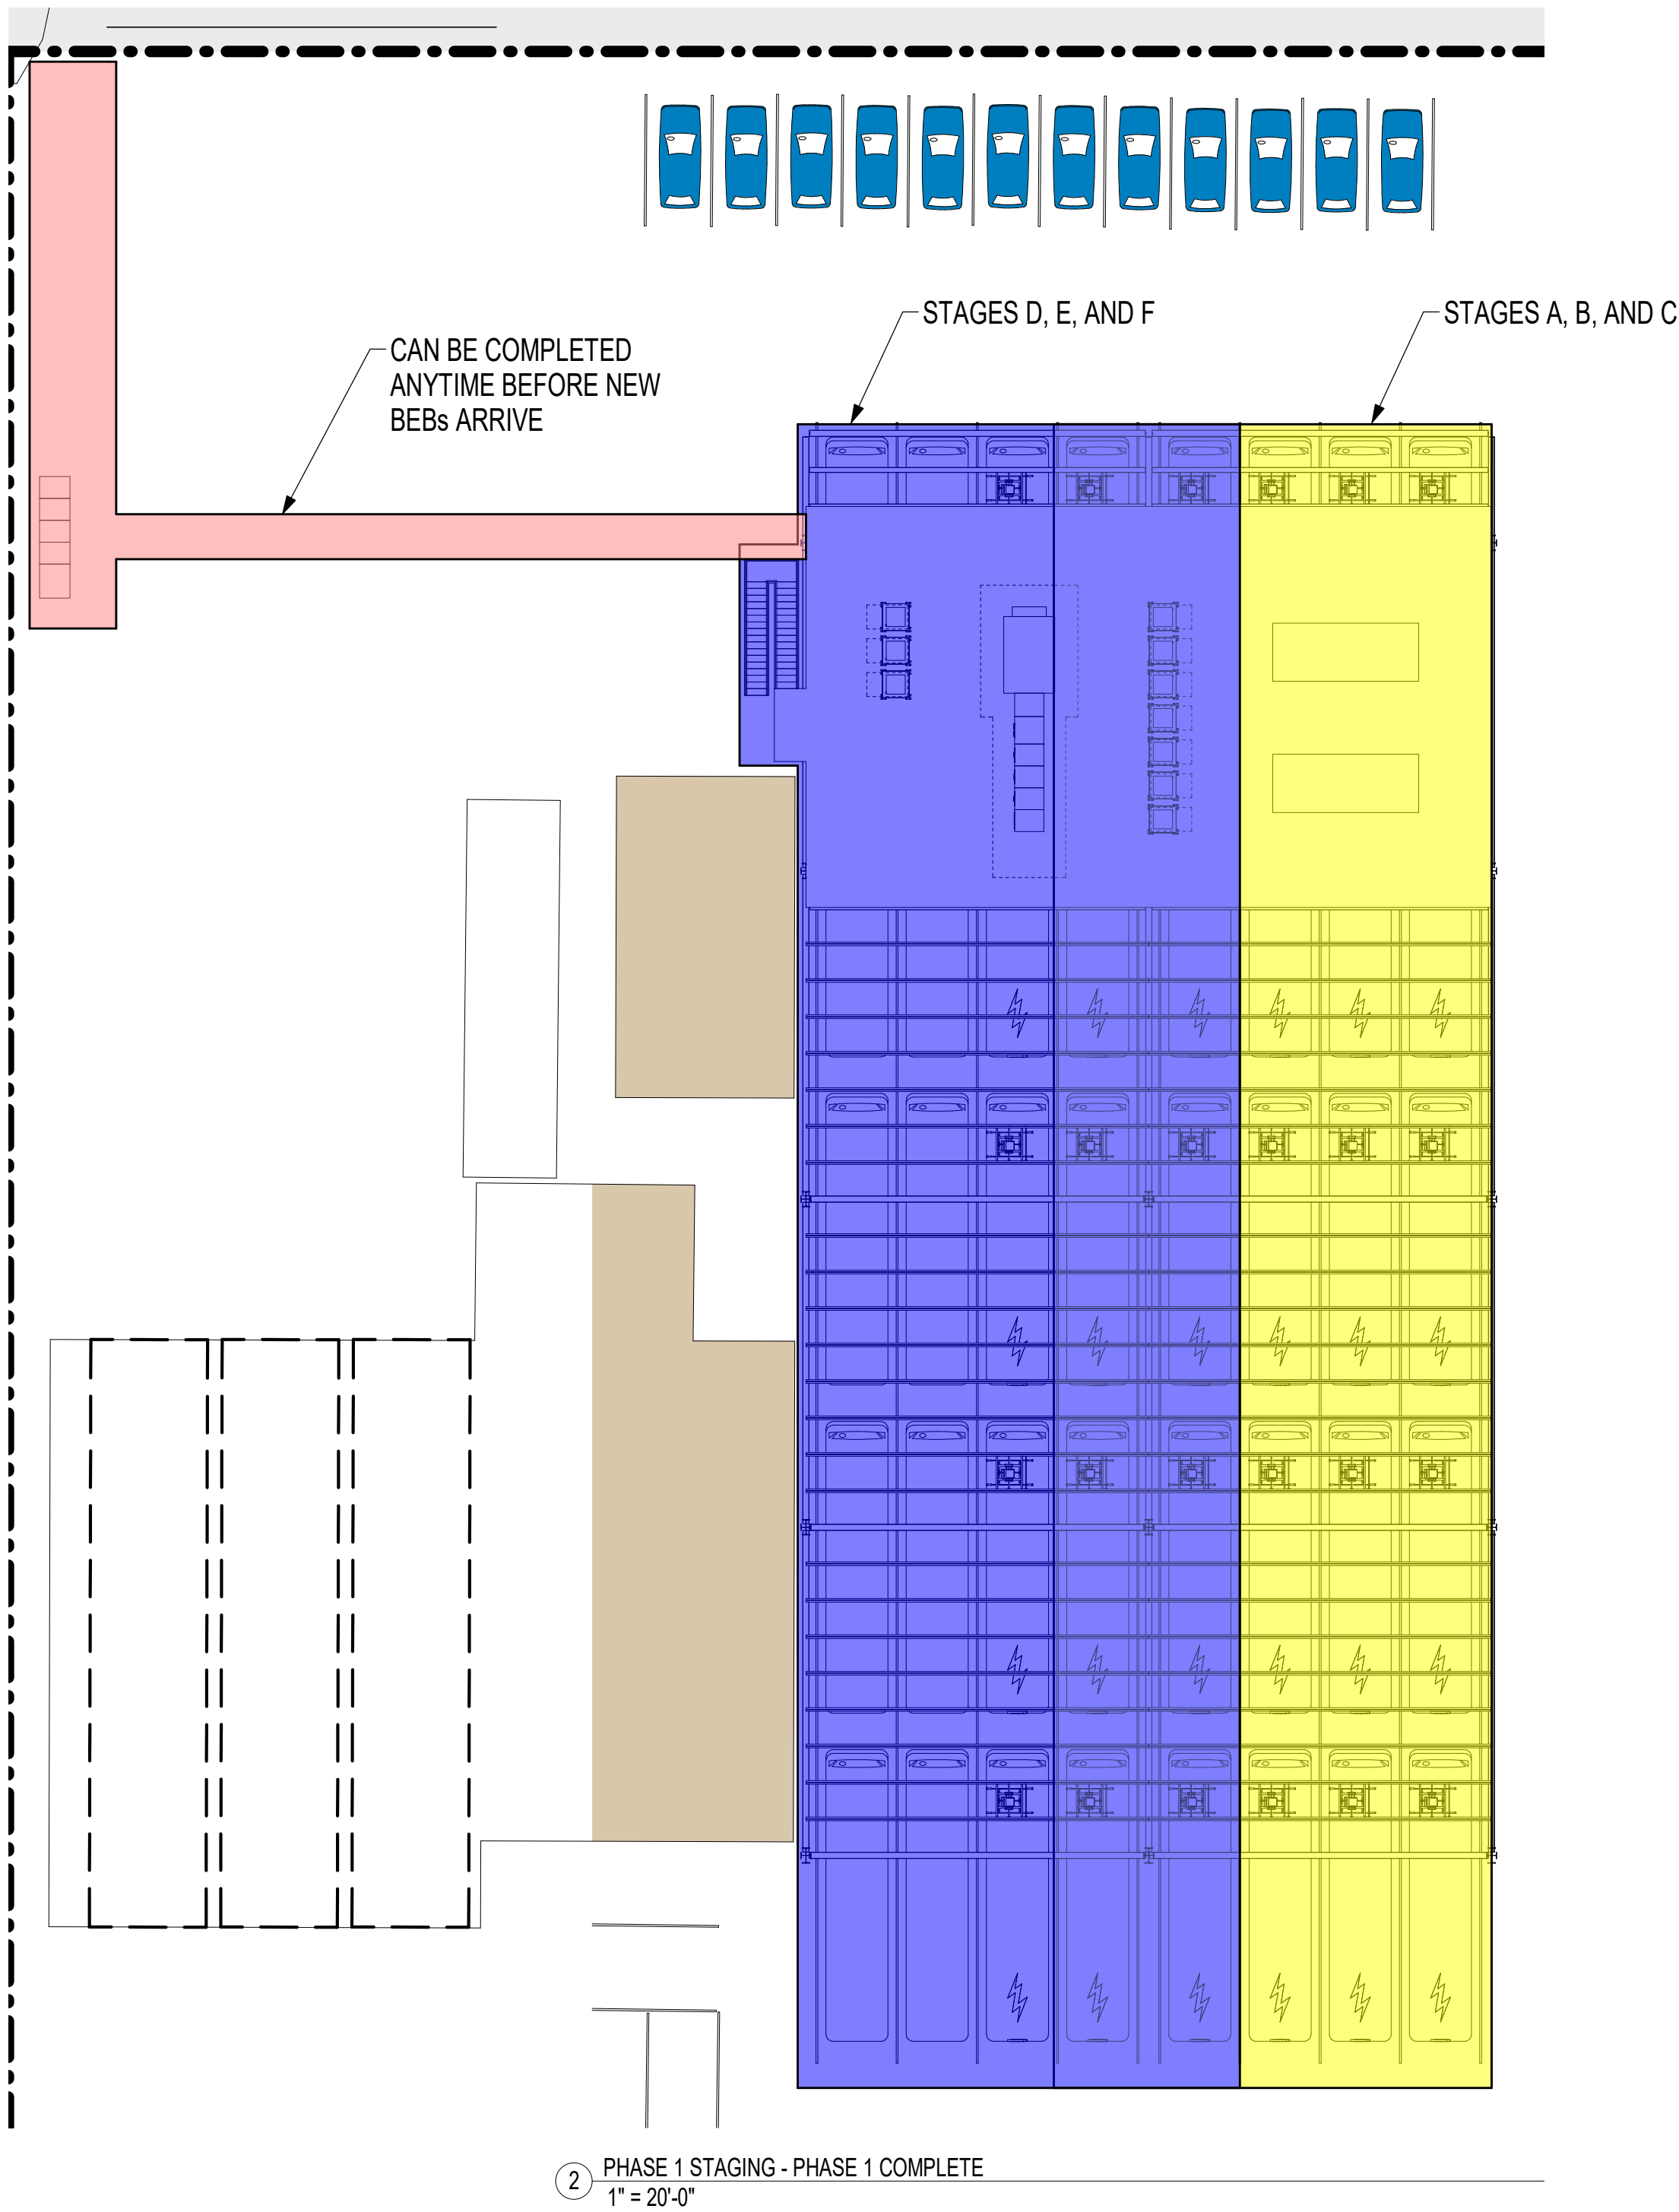 STAGES D, E, AND F
STAGES A, B, AND C
CAN BE COMPLETED
ANYTIME BEFORE NEW
BEBs ARRIVE
2
PHASE 1 STAGING - PHASE 1 COMPLETE
1" = 20'-0"